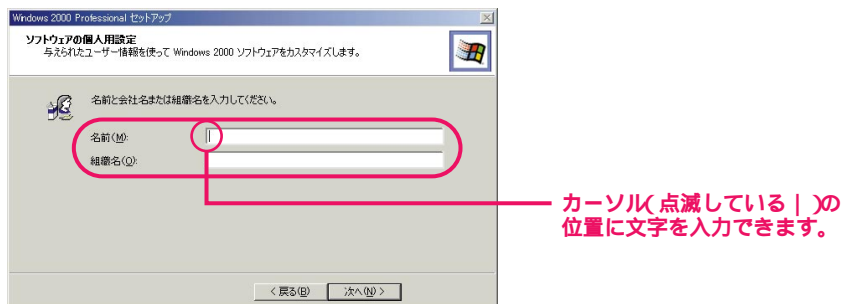 Windows 2000 Professional セットアップ
ソフトウェアの個人用設定
与えられたユーザー情報を使って Windows 2000 ソフトウェアをカスタマイズします。
名前と会社名または組織名を入力してください。
名前(M):
組織名(O):
カーソル(点滅している｜)の
位置に文字を入力できます。
< 戻る(B)
次へ(N) >